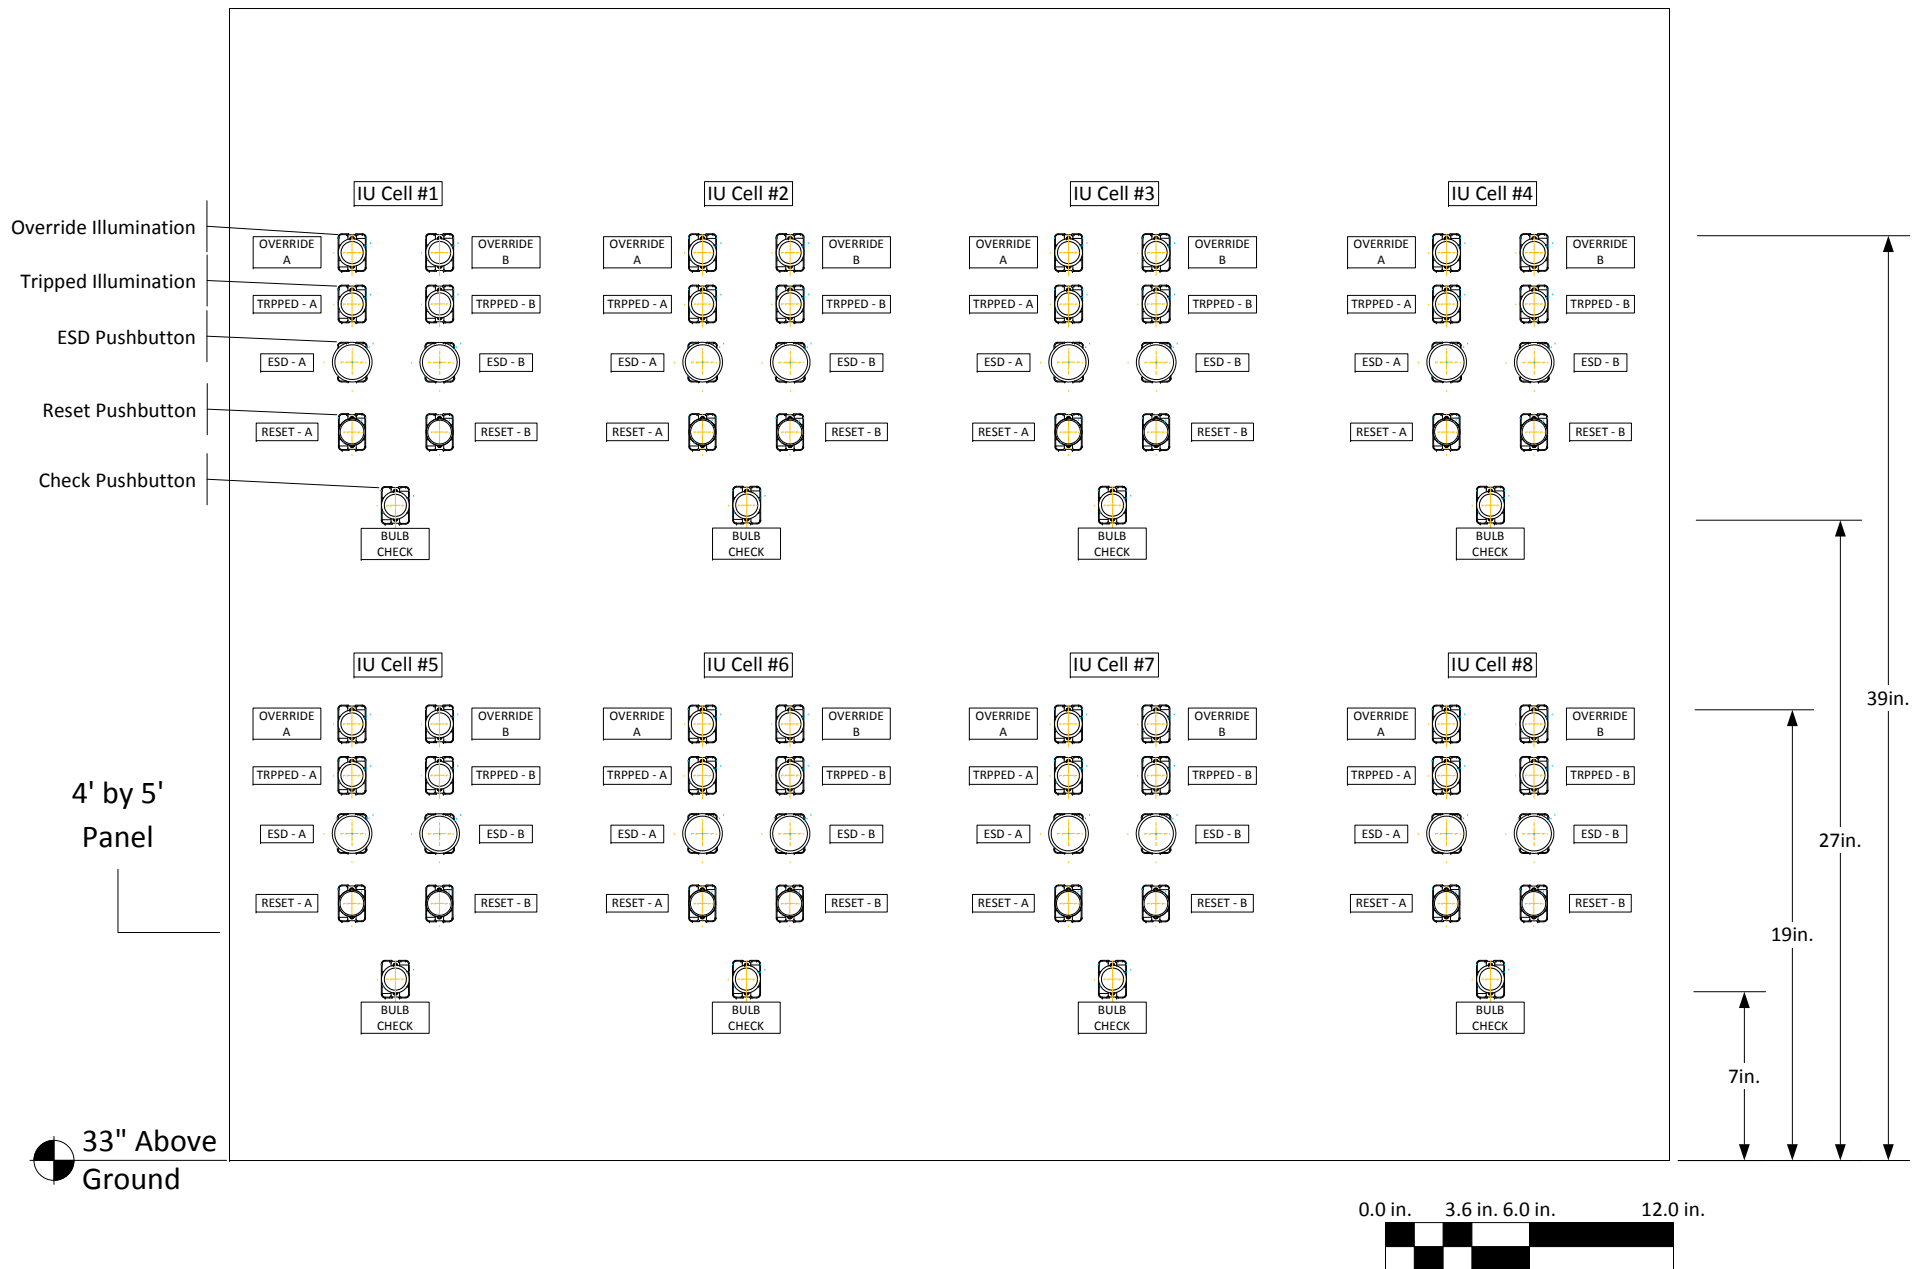 IU Cell #1
IU Cell #2
IU Cell #3
IU Cell #4
Override Illumination
Tripped Illumination
ESD Pushbutton
Reset Pushbutton
Check Pushbutton
OVERRIDE
A
OVERRIDE
B
OVERRIDE
A
OVERRIDE
B
OVERRIDE
A
OVERRIDE
B
OVERRIDE
A
OVERRIDE
B
TRPPED - A
TRPPED - B
TRPPED - A
TRPPED - B
TRPPED - A
TRPPED - B
TRPPED - A
TRPPED - B
ESD - A
ESD - B
ESD - A
ESD - B
ESD - A
ESD - B
ESD - A
ESD - B
RESET - A
RESET - B
RESET - A
RESET - B
RESET - A
RESET - B
RESET - A
RESET - B
BULB
CHECK
BULB
CHECK
BULB
CHECK
BULB
CHECK
IU Cell #5
IU Cell #6
IU Cell #7
IU Cell #8
OVERRIDE
A
OVERRIDE
B
OVERRIDE
A
OVERRIDE
B
OVERRIDE
A
OVERRIDE
B
OVERRIDE
A
OVERRIDE
B
TRPPED - A
TRPPED - B
TRPPED - A
TRPPED - B
TRPPED - A
TRPPED - B
TRPPED - A
TRPPED - B
ESD - A
ESD - B
ESD - A
ESD - B
ESD - A
ESD - B
ESD - A
ESD - B
RESET - A
RESET - B
RESET - A
RESET - B
RESET - A
RESET - B
RESET - A
RESET - B
BULB
CHECK
BULB
CHECK
BULB
CHECK
BULB
CHECK
4' by 5'
Panel
33" Above
Ground
39in.
27in.
19in.
7in.
0.0 in. 3.6 in. 6.0 in. 12.0 in.